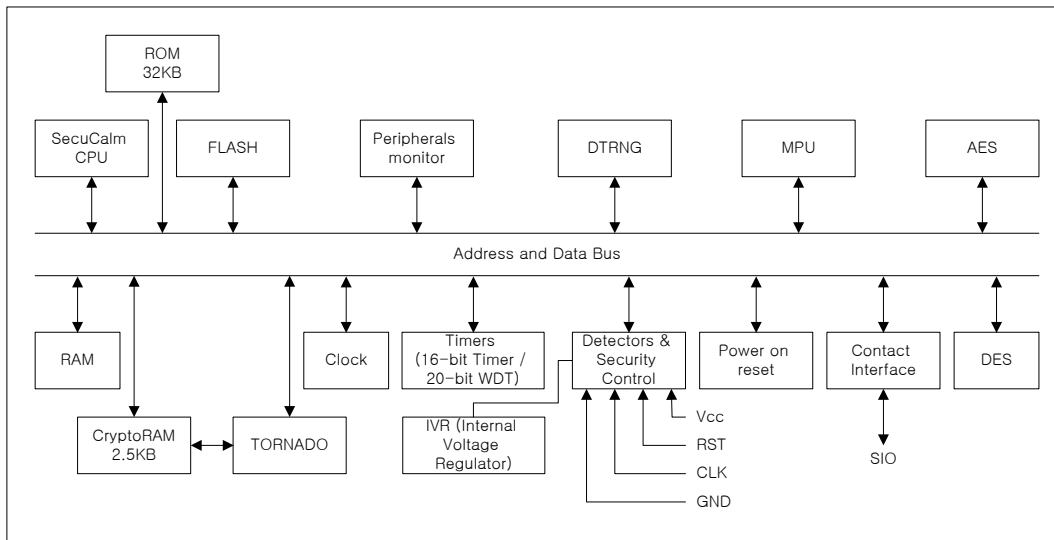 ROM
32KB
SecuCalm
CPU
FLASH
Peripherals
monitor
DTRNG
MPU
AES
Address and Data Bus
RAM
Clock
Timers
(16-bit Timer /
20-bit WDT)
Detectors &
Security
Control
Power on
reset
Contact
Interface
DES
CryptoRAM
2.5KB
TORNADO
IVR (Internal
Voltage
Regulator)
Vcc
RST
CLK
GND
SIO